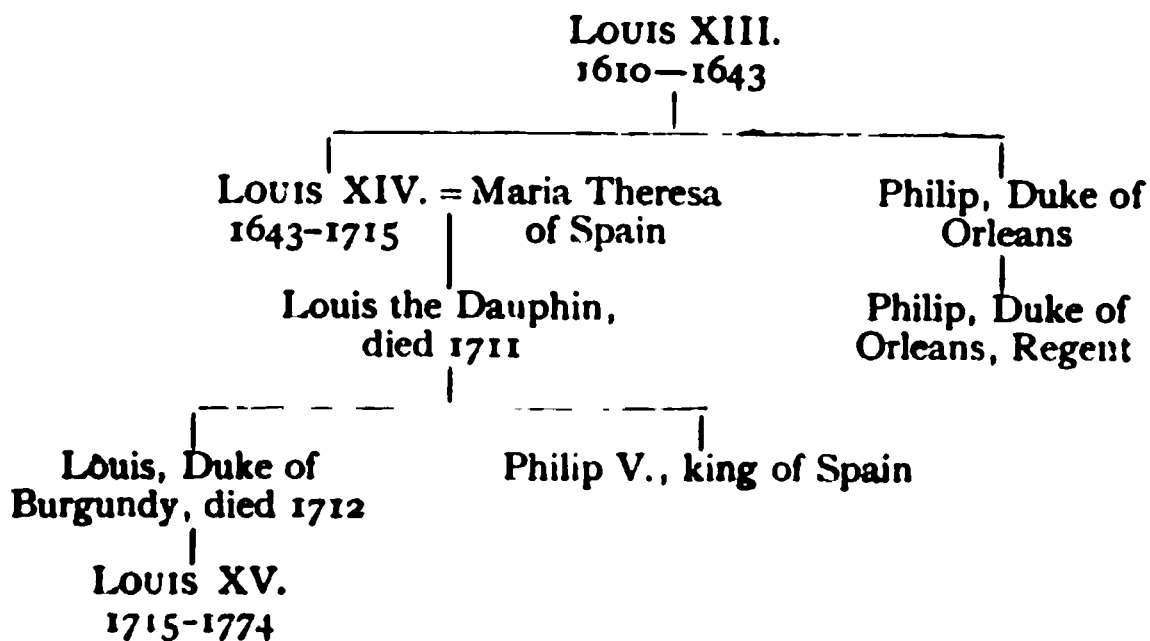 LOUIS XIII.
1610—1643
LOUIS XIV. = Maria Theresa
1643-1715 of Spain
Philip, Duke of
Orleans
Louis the Dauphin,
died 1711
Philip, Duke of
Orleans, Regent
Louis, Duke of
Burgundy, died 1712
Philip V., king of Spain
LOUIS XV.
1715-1774